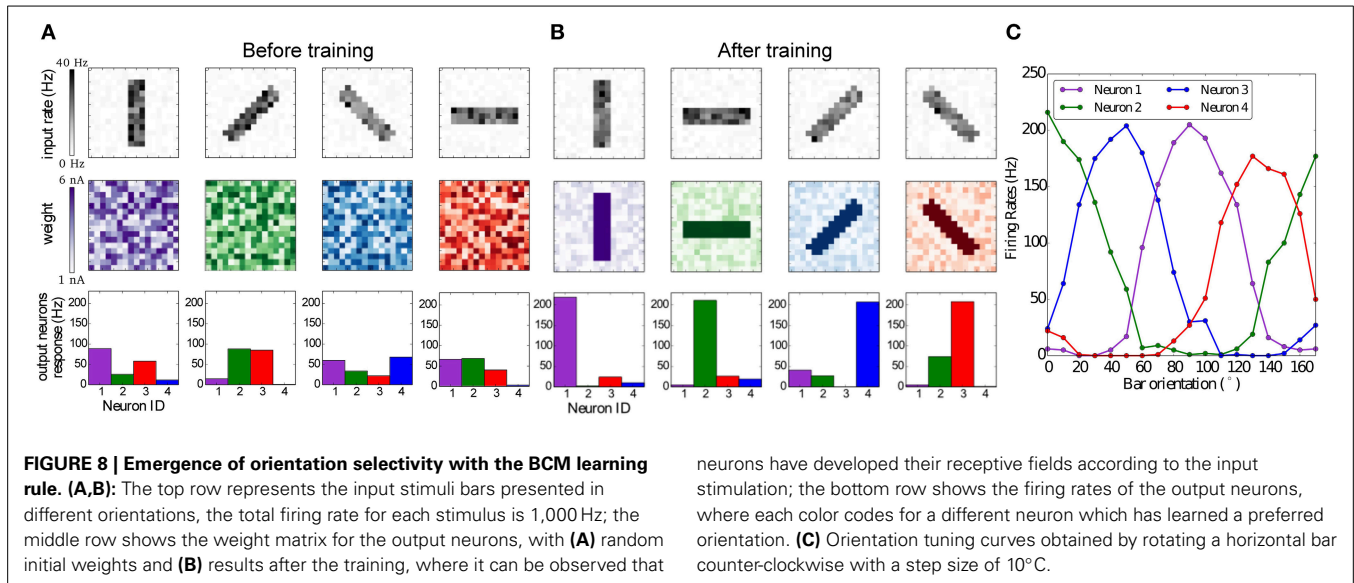 A
Before training
40 Hz
input rate (Hz)
0 Hz
6 nA
weight
1 nA
output neurons
response (Hz)
200
150
100
50
0
1 2 3 4
200
150
100
50
0
1 2 3 4
200
150
100
50
0
1 2 3 4
200
150
100
50
0
1 2 3 4
Neuron ID
B
After training
200
150
100
50
0
1 2 3 4
200
150
100
50
0
1 2 3 4
200
150
100
50
0
1 2 3 4
200
150
100
50
0
1 2 3 4
Neuron ID
C
Neuron 1
Neuron 2
Neuron 3
Neuron 4
Firing Rates (Hz)
250
200
150
100
50
0
0 20 40 60 80 100 120 140 160
Bar orientation (°)
FIGURE 8 | Emergence of orientation selectivity with the BCM learning
rule. (A,B): The top row represents the input stimuli bars presented in
different orientations, the total firing rate for each stimulus is 1,000 Hz; the
middle row shows the weight matrix for the output neurons, with (A) random
initial weights and (B) results after the training, where it can be observed that
neurons have developed their receptive fields according to the input
stimulation; the bottom row shows the firing rates of the output neurons,
where each color codes for a different neuron which has learned a preferred
orientation. (C) Orientation tuning curves obtained by rotating a horizontal bar
counter-clockwise with a step size of 10°C.